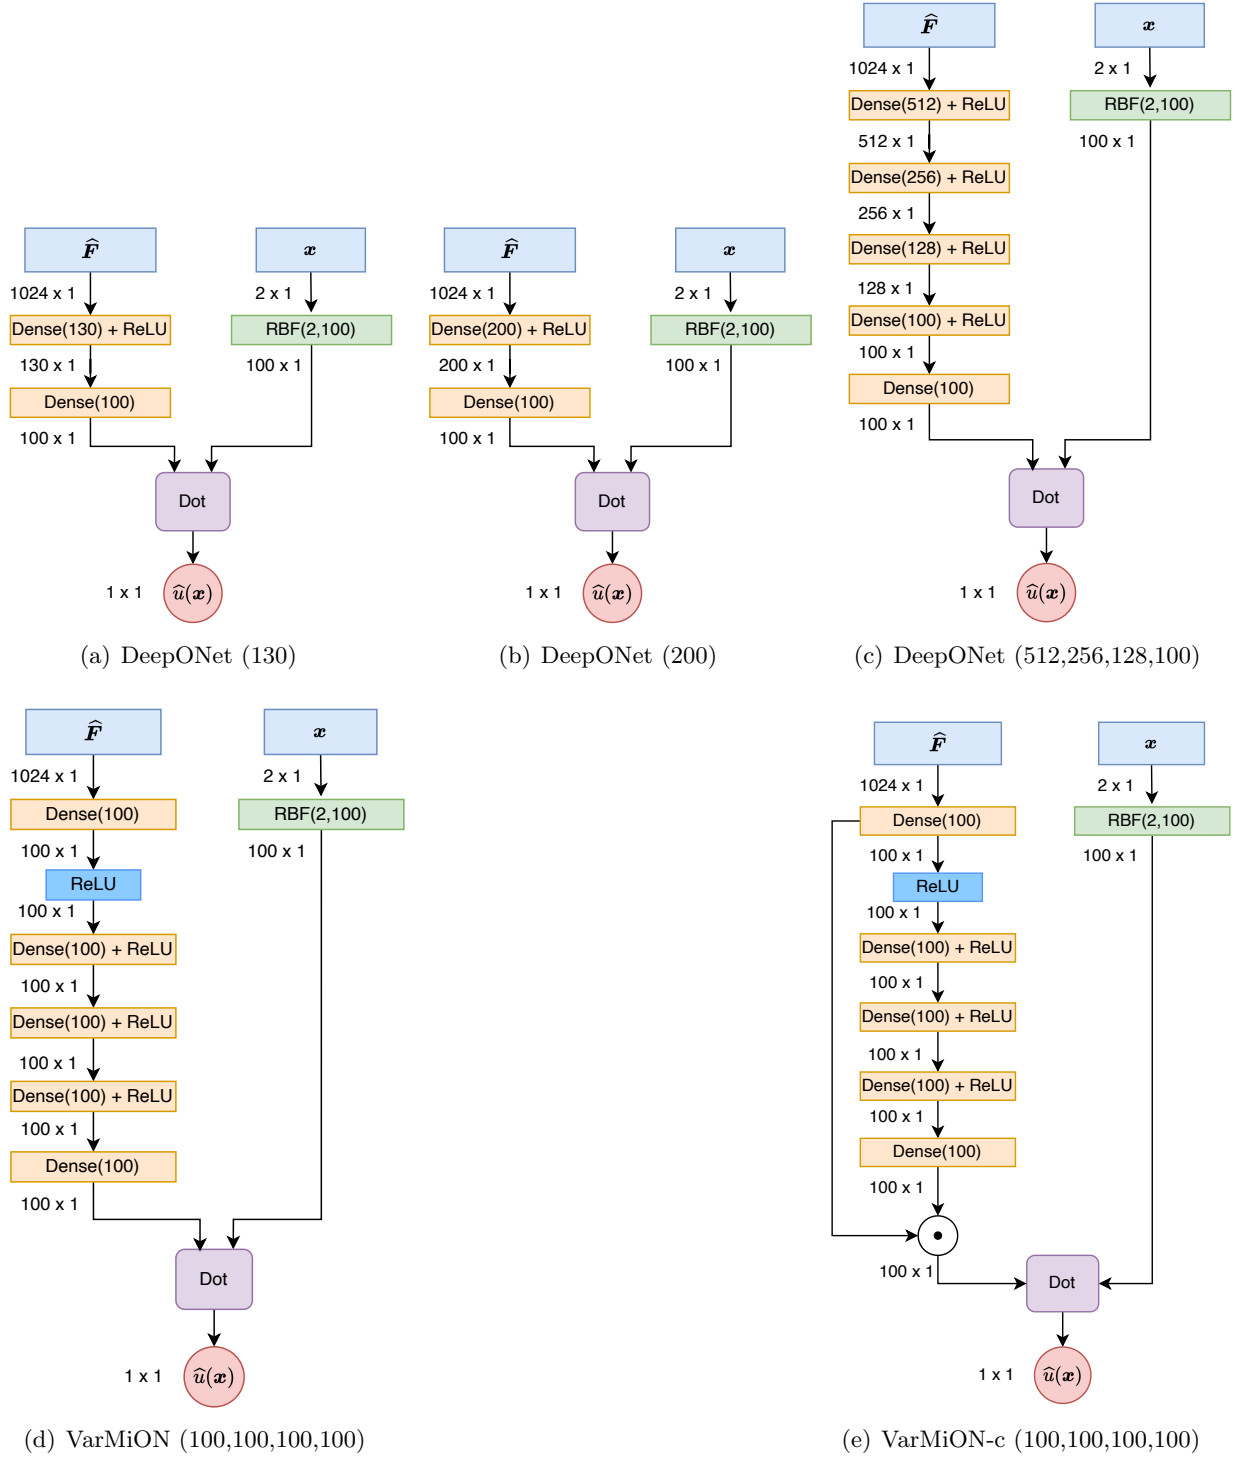 F̂ x
1024 x 1 2 x 1
Dense(130) + ReLU RBF(2,100)
130 x 1 100 x 1
Dense(100)
100 x 1
Dot
1 x 1 û(x)
(a) DeepONet (130)
F̂ x
1024 x 1 2 x 1
Dense(200) + ReLU RBF(2,100)
200 x 1 100 x 1
Dense(100)
100 x 1
Dot
1 x 1 û(x)
(b) DeepONet (200)
F̂ x
1024 x 1 2 x 1
Dense(512) + ReLU RBF(2,100)
512 x 1 100 x 1
Dense(256) + ReLU
256 x 1
Dense(128) + ReLU
128 x 1
Dense(100) + ReLU
100 x 1
Dense(100)
100 x 1
Dot
1 x 1 û(x)
(c) DeepONet (512,256,128,100)
F̂ x
1024 x 1 2 x 1
Dense(100) RBF(2,100)
100 x 1 100 x 1
ReLU
100 x 1
Dense(100) + ReLU
100 x 1
Dense(100) + ReLU
100 x 1
Dense(100) + ReLU
100 x 1
Dense(100)
100 x 1
Dot
1 x 1 û(x)
(d) VarMiON (100,100,100,100)
F̂ x
1024 x 1 2 x 1
Dense(100) RBF(2,100)
100 x 1 100 x 1
ReLU
100 x 1
Dense(100) + ReLU
100 x 1
Dense(100) + ReLU
100 x 1
Dense(100) + ReLU
100 x 1
Dense(100)
100 x 1
100 x 1
Dot
1 x 1 û(x)
(e) VarMiON-c (100,100,100,100)